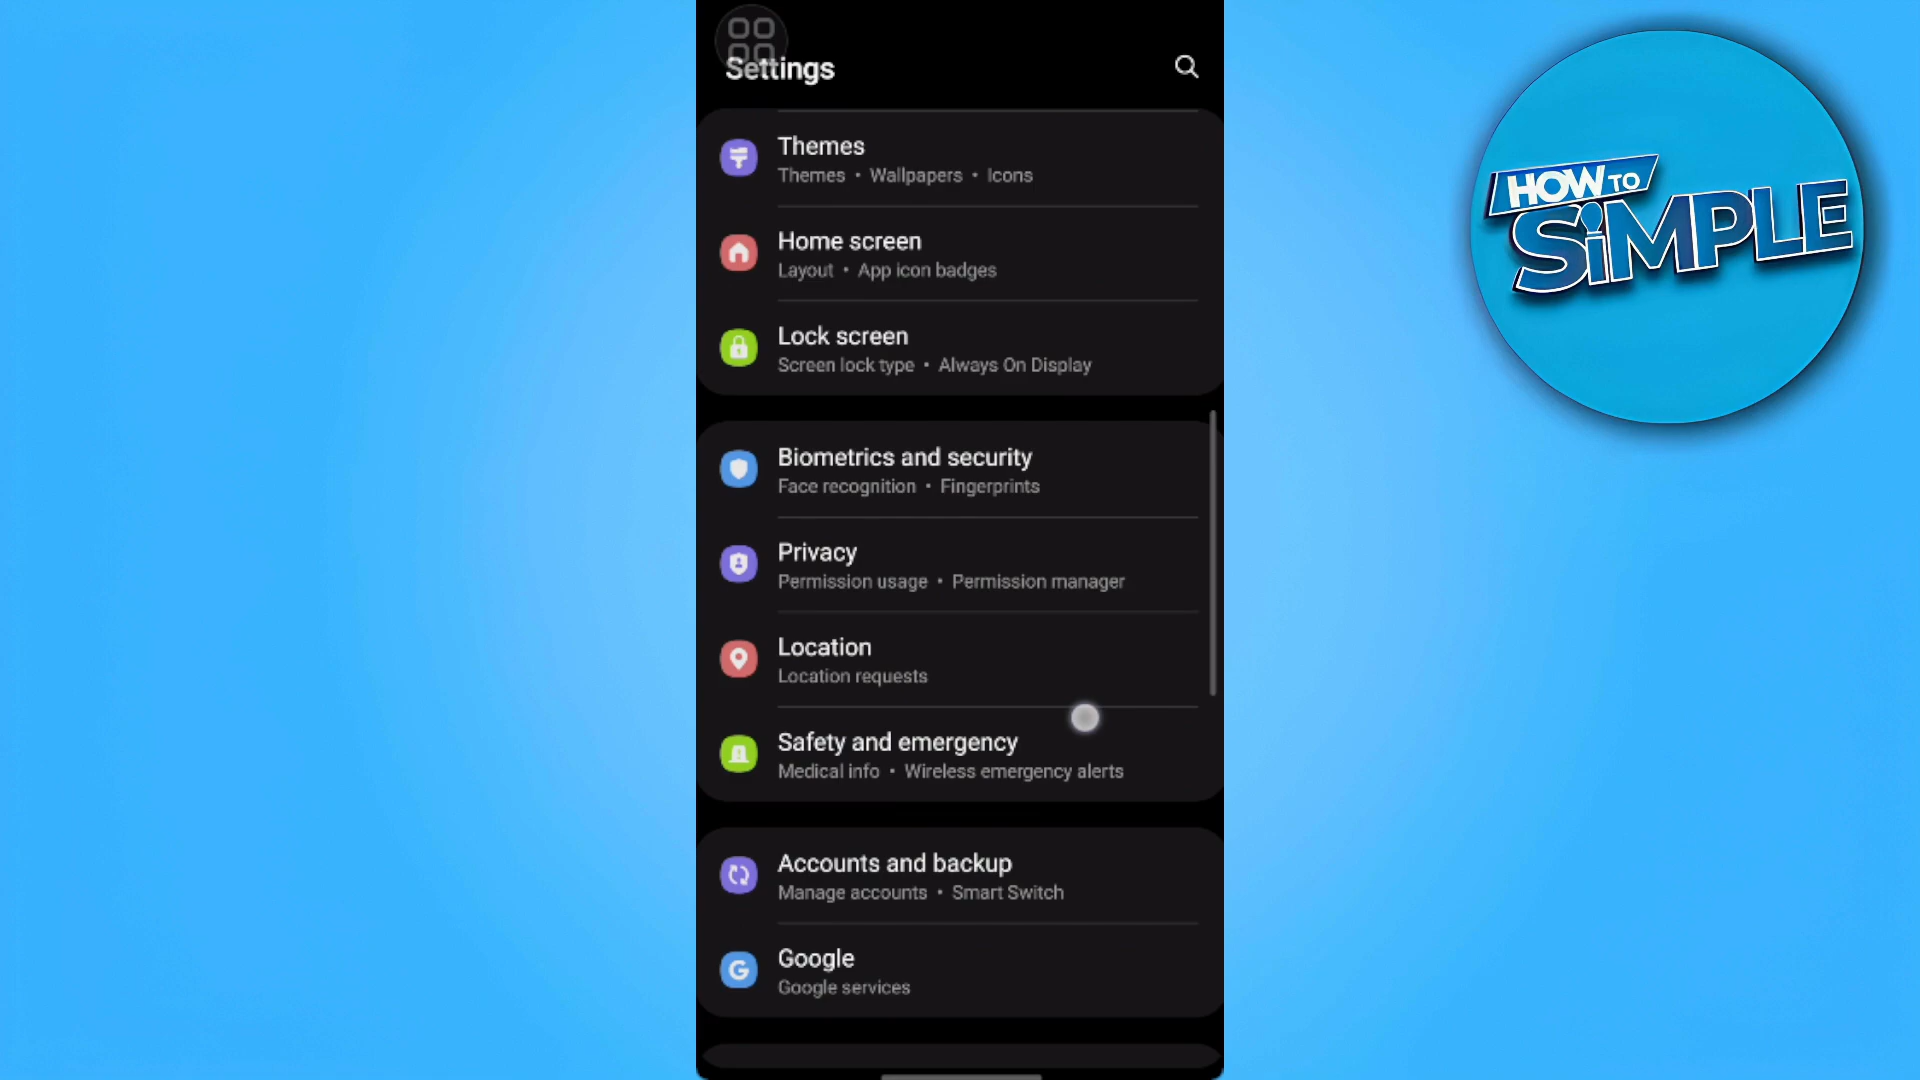 Settings
Themes
Themes • Wallpapers • Icons
Home screen
Layout • App icon badges
Lock screen
Screen lock type • Always On Display
Biometrics and security
Face recognition • Fingerprints
Privacy
Permission usage • Permission manager
Location
Location requests
Safety and emergency
Medical info • Wireless emergency alerts
Accounts and backup
Manage accounts • Smart Switch
Google
Google services
HOW TO
SiMPLE